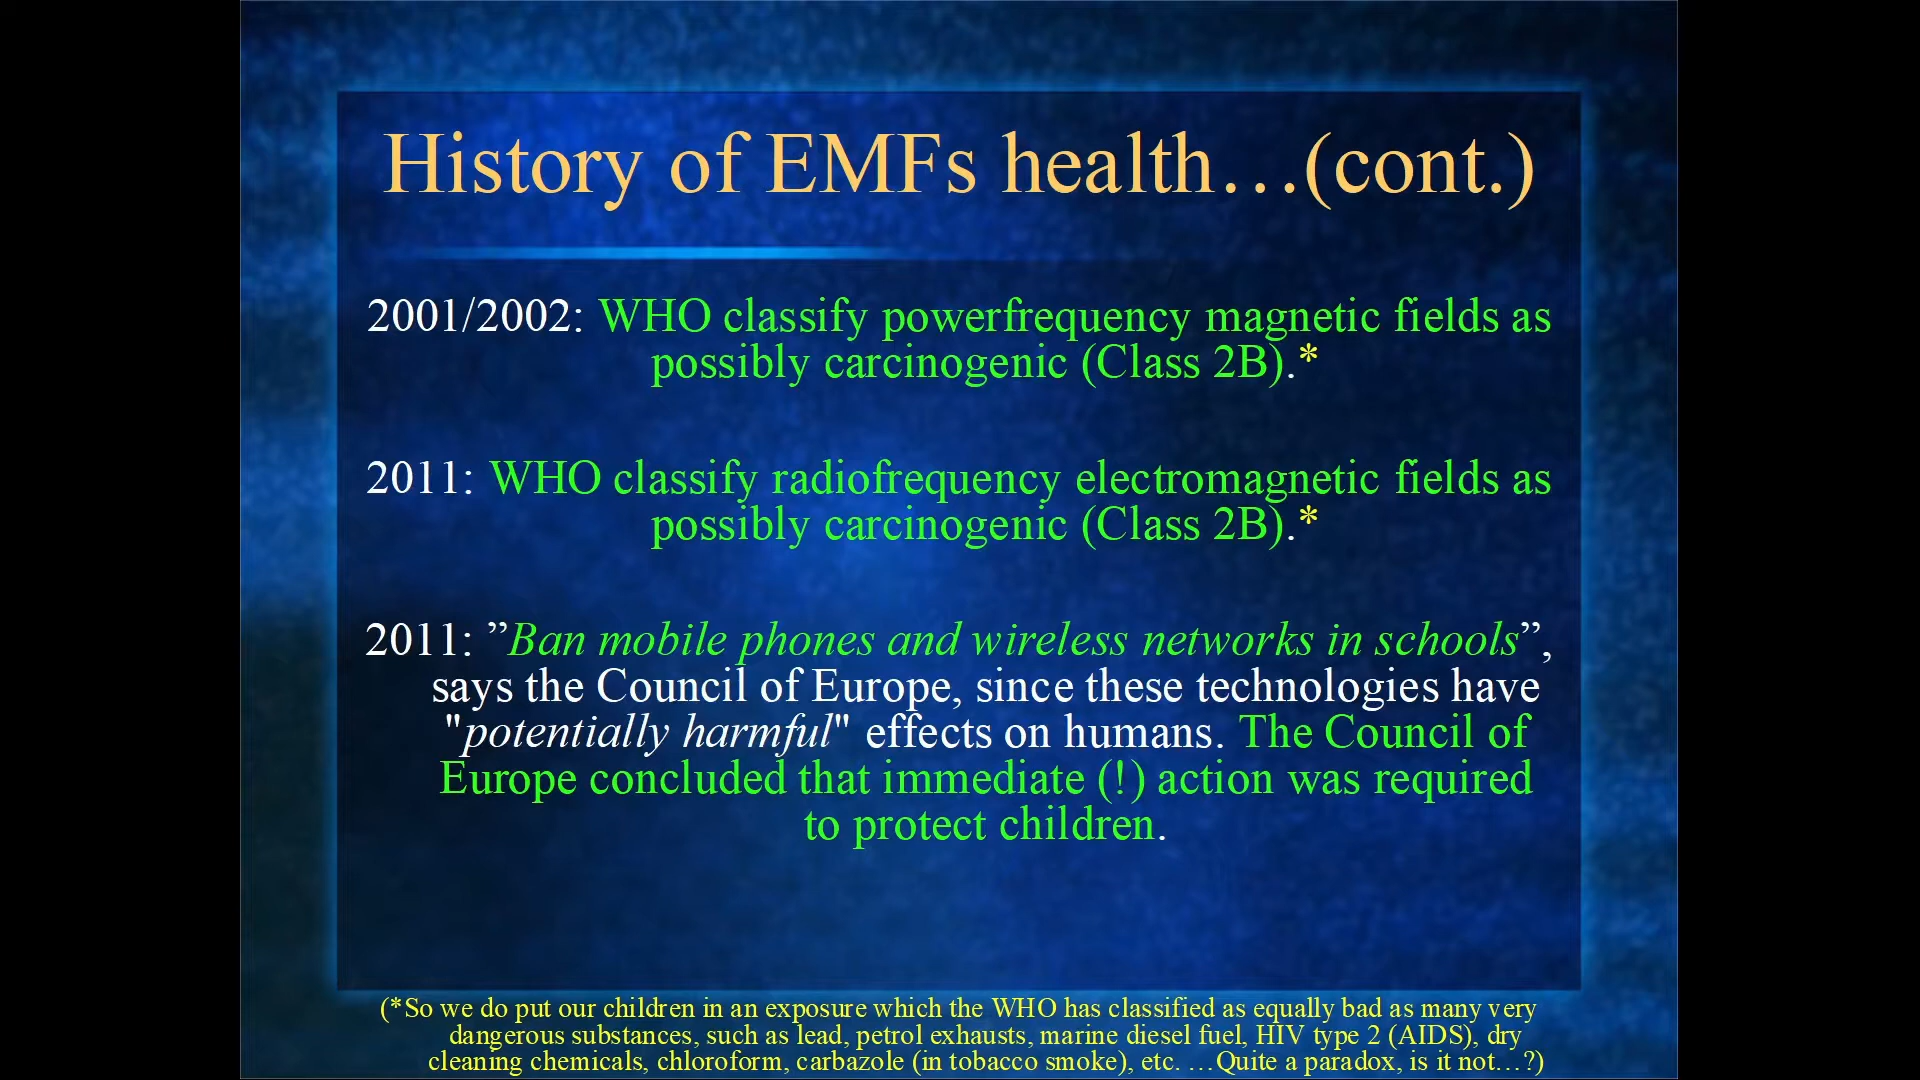 History of EMFs health…(cont.)
2001/2002: WHO classify powerfrequency magnetic fields as
possibly carcinogenic (Class 2B).*
2011: WHO classify radiofrequency electromagnetic fields as
possibly carcinogenic (Class 2B).*
2011: ”Ban mobile phones and wireless networks in schools”,
says the Council of Europe, since these technologies have
"potentially harmful" effects on humans. The Council of
Europe concluded that immediate (!) action was required
to protect children.
(*So we do put our children in an exposure which the WHO has classified as equally bad as many very
dangerous substances, such as lead, petrol exhausts, marine diesel fuel, HIV type 2 (AIDS), dry
cleaning chemicals, chloroform, carbazole (in tobacco smoke), etc. …Quite a paradox, is it not…?)